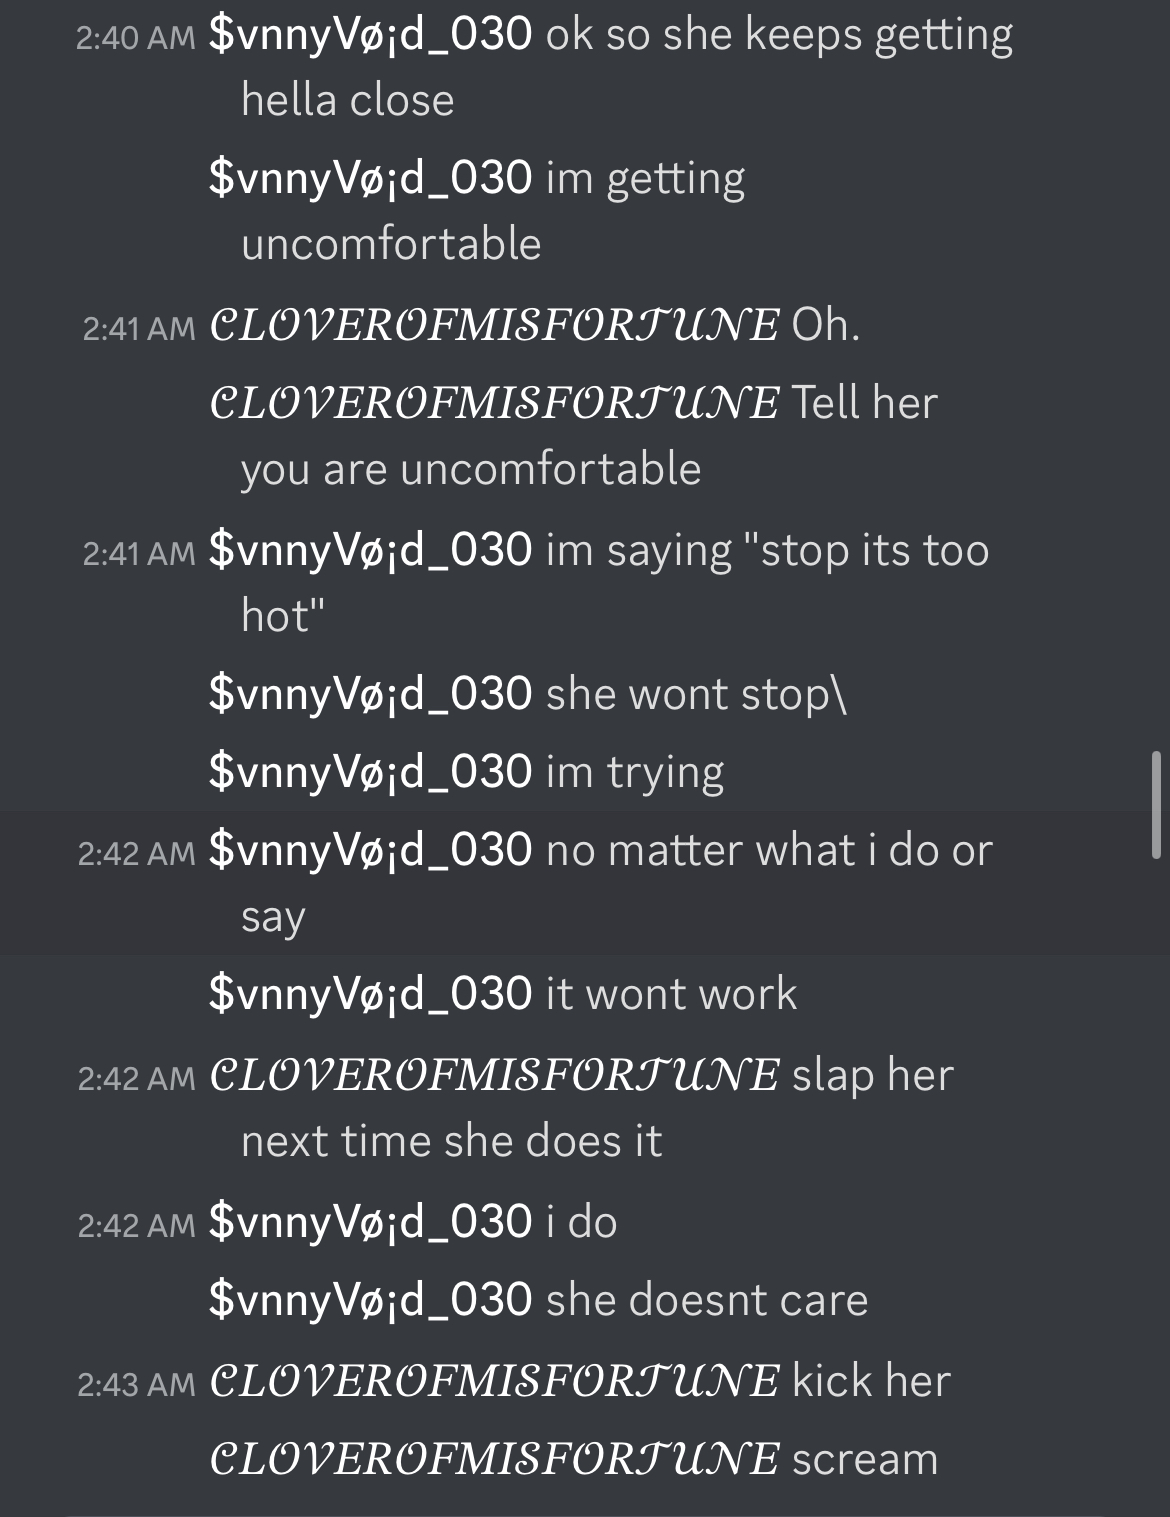 2:40 AM $vnnyVø¡d_030 ok so she keeps getting
hella close
$vnnyVø¡d_030 im getting
uncomfortable
2:41 AM 𝒞𝐿𝒪𝒱𝐸𝑅𝒪𝐹𝑀𝐼𝒮𝐹𝒪𝑅𝒯𝒰𝒩𝐸 Oh.
𝒞𝐿𝒪𝒱𝐸𝑅𝒪𝐹𝑀𝐼𝒮𝐹𝒪𝑅𝒯𝒰𝒩𝐸 Tell her
you are uncomfortable
2:41 AM $vnnyVø¡d_030 im saying "stop its too
hot"
$vnnyVø¡d_030 she wont stop\
$vnnyVø¡d_030 im trying
2:42 AM $vnnyVø¡d_030 no matter what i do or
say
$vnnyVø¡d_030 it wont work
2:42 AM 𝒞𝐿𝒪𝒱𝐸𝑅𝒪𝐹𝑀𝐼𝒮𝐹𝒪𝑅𝒯𝒰𝒩𝐸 slap her
next time she does it
2:42 AM $vnnyVø¡d_030 i do
$vnnyVø¡d_030 she doesnt care
2:43 AM 𝒞𝐿𝒪𝒱𝐸𝑅𝒪𝐹𝑀𝐼𝒮𝐹𝒪𝑅𝒯𝒰𝒩𝐸 kick her
𝒞𝐿𝒪𝒱𝐸𝑅𝒪𝐹𝑀𝐼𝒮𝐹𝒪𝑅𝒯𝒰𝒩𝐸 scream